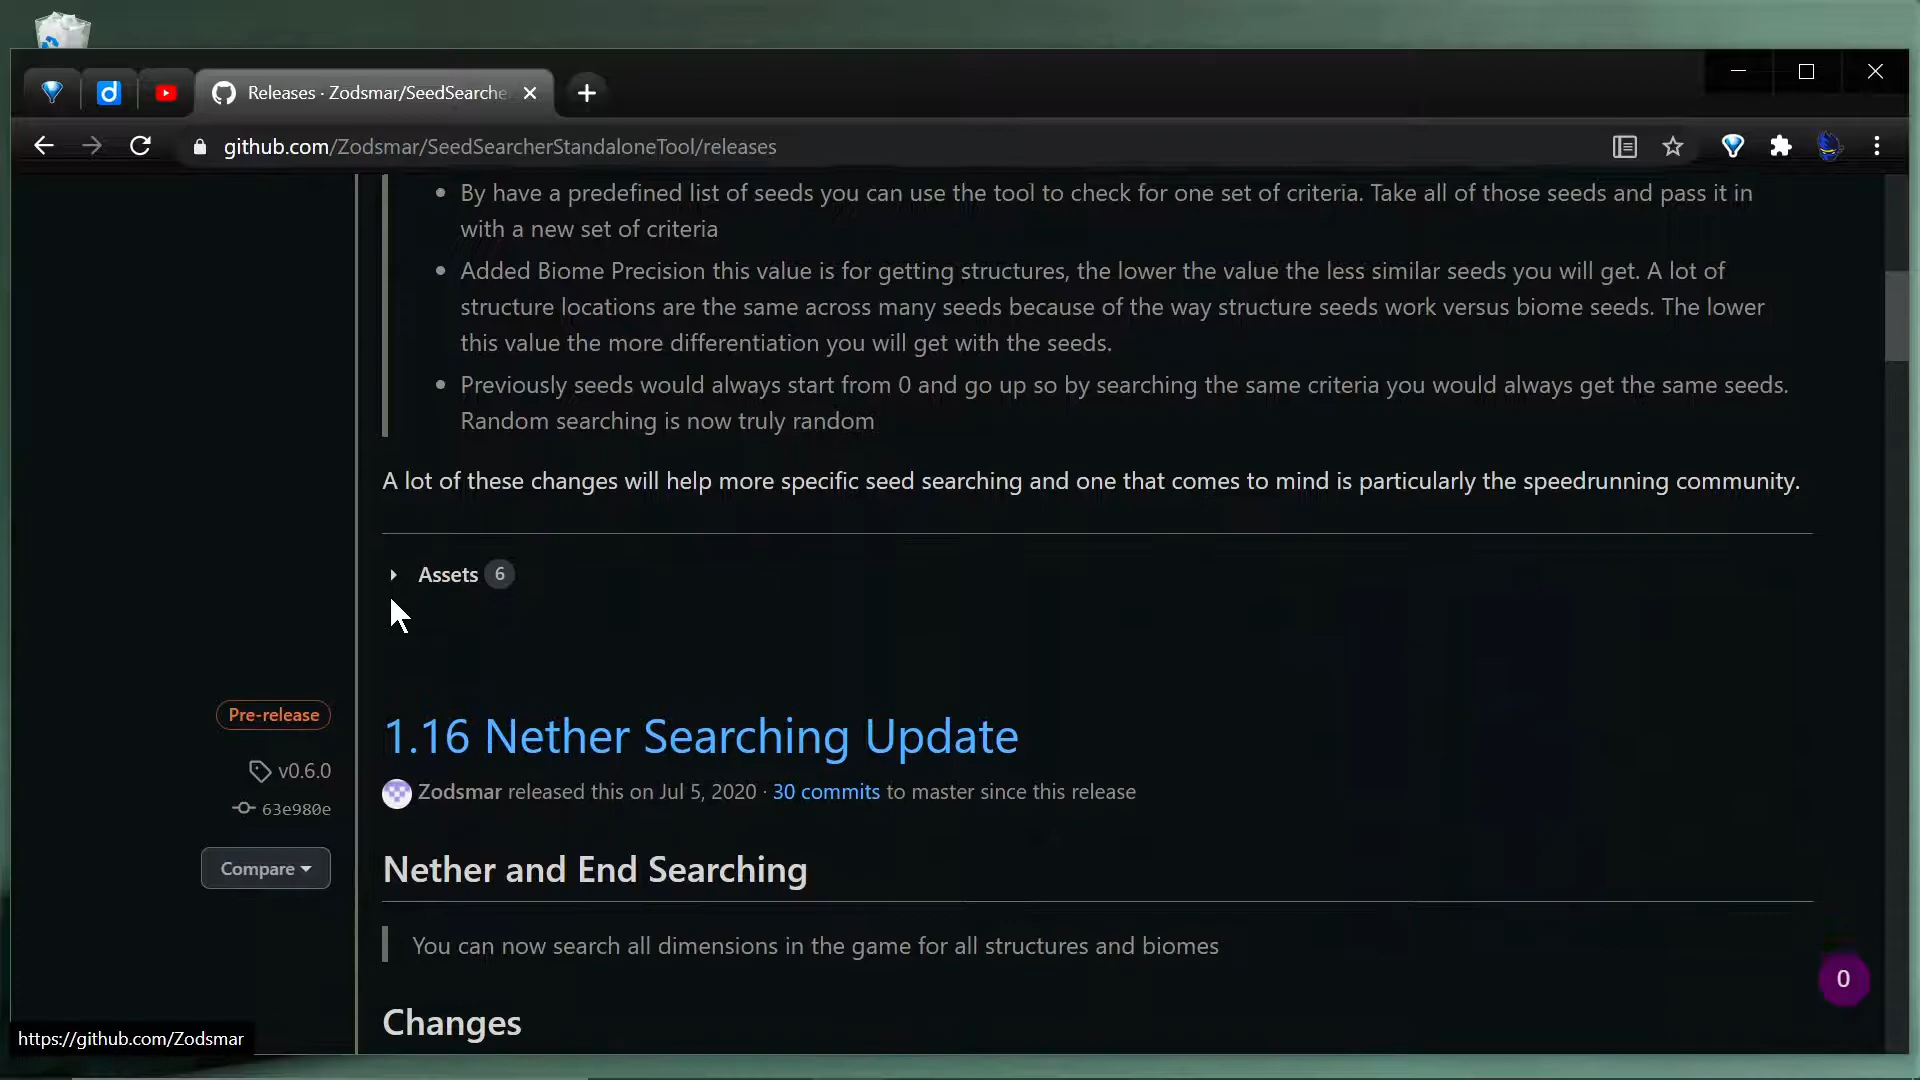 Releases · Zodsmar/SeedSearche
github.com/Zodsmar/SeedSearcherStandaloneTool/releases
By have a predefined list of seeds you can use the tool to check for one set of criteria. Take all of those seeds and pass it in
with a new set of criteria
Added Biome Precision this value is for getting structures, the lower the value the less similar seeds you will get. A lot of
structure locations are the same across many seeds because of the way structure seeds work versus biome seeds. The lower
this value the more differentiation you will get with the seeds.
Previously seeds would always start from 0 and go up so by searching the same criteria you would always get the same seeds.
Random searching is now truly random
A lot of these changes will help more specific seed searching and one that comes to mind is particularly the speedrunning community.
Assets 6
Pre-release
v0.6.0
63e980e
Compare
1.16 Nether Searching Update
Zodsmar released this on Jul 5, 2020 · 30 commits to master since this release
Nether and End Searching
You can now search all dimensions in the game for all structures and biomes
0
Changes
https://github.com/Zodsmar